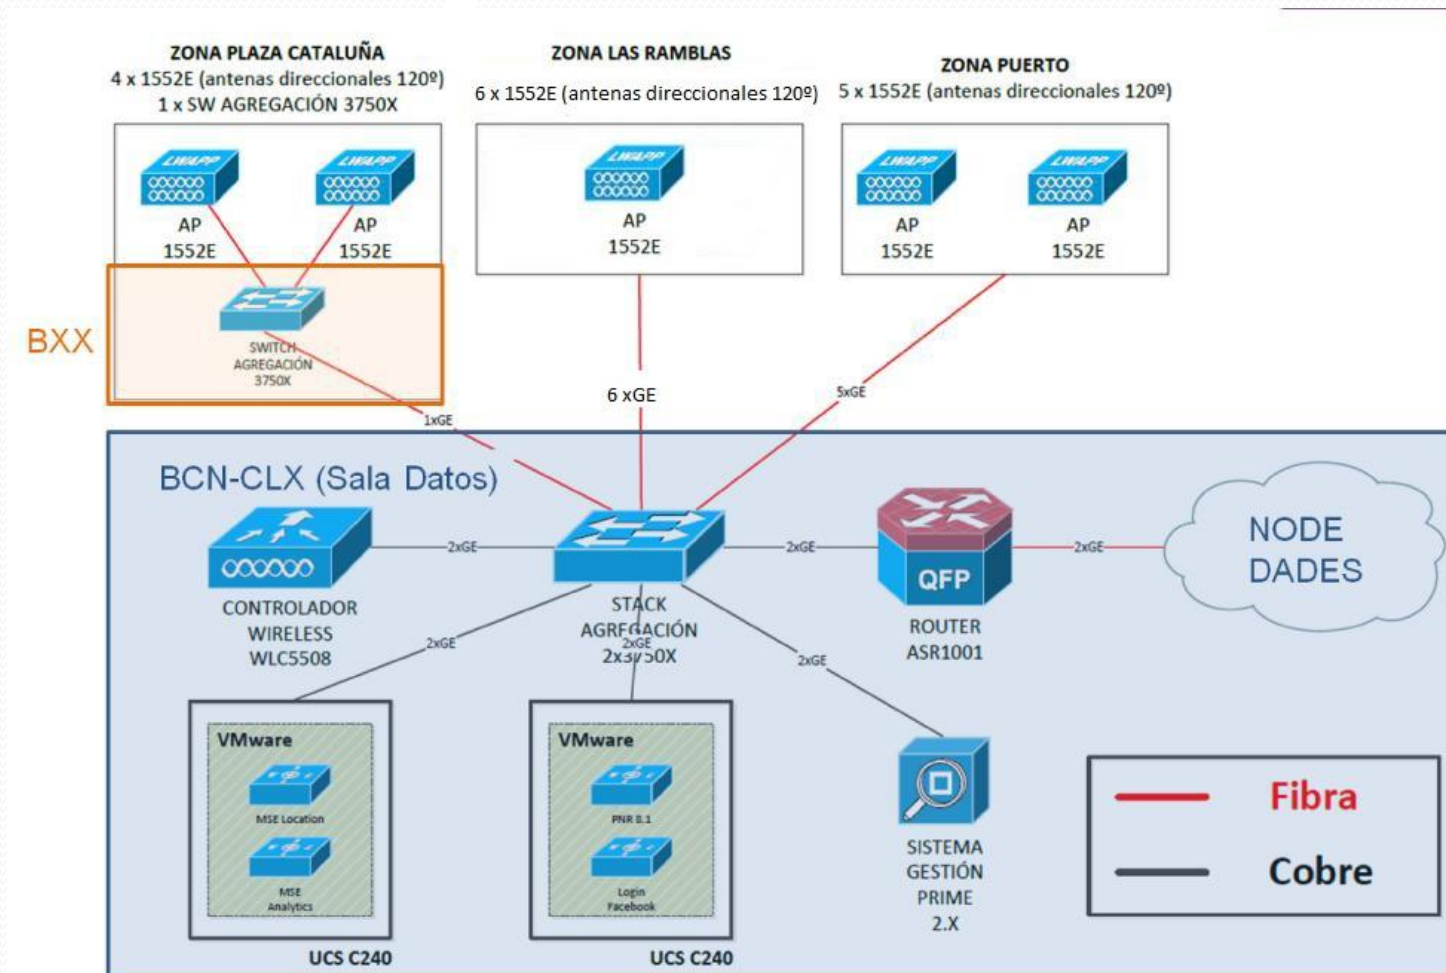 ZONA PLAZA CATALUÑA
4 x 1552E (antenas direccionales 120º)
1 x SW AGREGACIÓN 3750X
ZONA LAS RAMBLAS
6 x 1552E (antenas direccionales 120º)
ZONA PUERTO
5 x 1552E (antenas direccionales 120º)
LWAPP
AP
1552E
LWAPP
AP
1552E
LWAPP
AP
1552E
LWAPP
AP
1552E
LWAPP
AP
1552E
BXX
SWITCH
AGREGACIÓN
3750X
1xGE
6 xGE
5xGE
BCN-CLX (Sala Datos)
CONTROLADOR
WIRELESS
WLC5508
2xGE
STACK
AGREGACIÓN
2x3750X
2xGE
QFP
ROUTER
ASR1001
2xGE
NODE
DADES
2xGE
2xGE
2xGE
VMware
MSE Location
MSE
Analytics
UCS C240
VMware
PNR 8.1
Login
Facebook
UCS C240
SISTEMA
GESTIÓN
PRIME
2.X
Fibra
Cobre